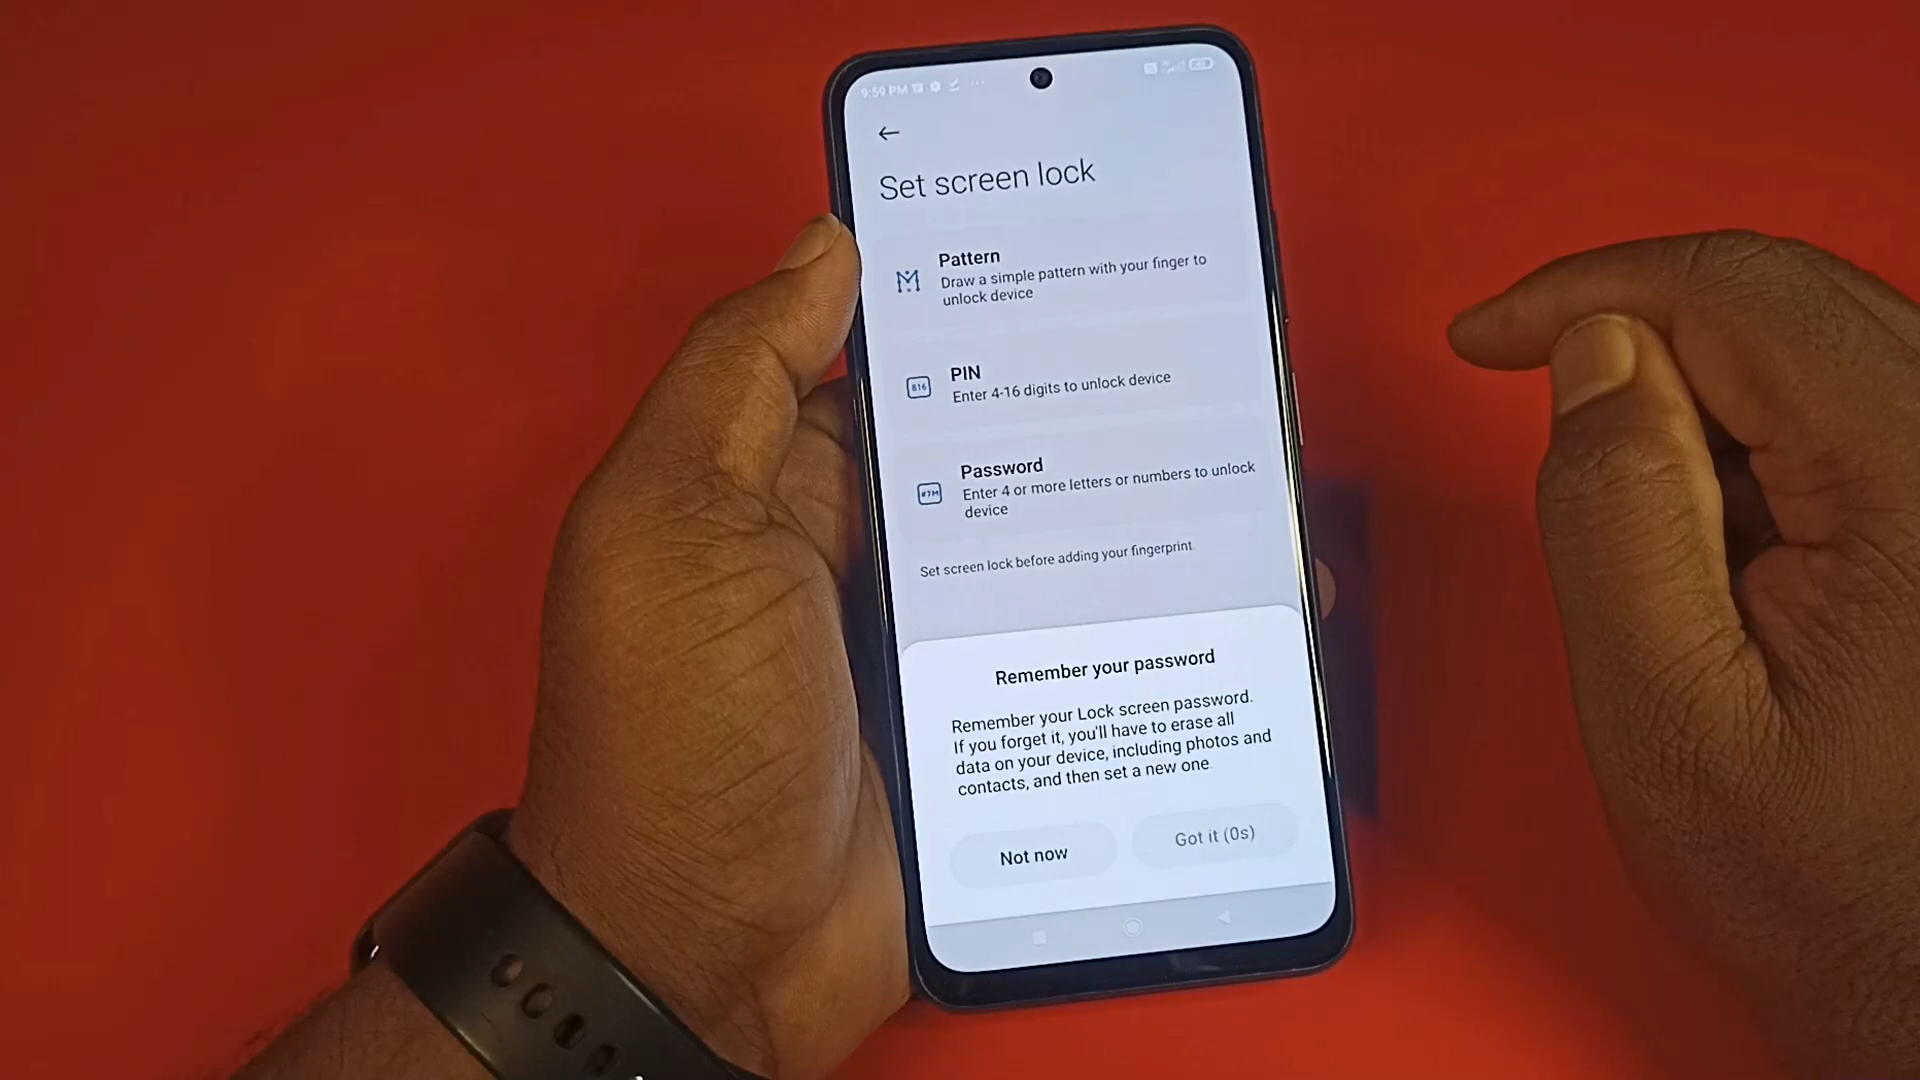 9:59 PM
Set screen lock
Pattern
Draw a simple pattern with your finger to
unlock device
816
PIN
Enter 4-16 digits to unlock device
#7M
Password
Enter 4 or more letters or numbers to unlock
device
Set screen lock before adding your fingerprint
Remember your password
Remember your Lock screen password.
If you forget it, you'll have to erase all
data on your device, including photos and
contacts, and then set a new one.
Not now
Got it (0s)